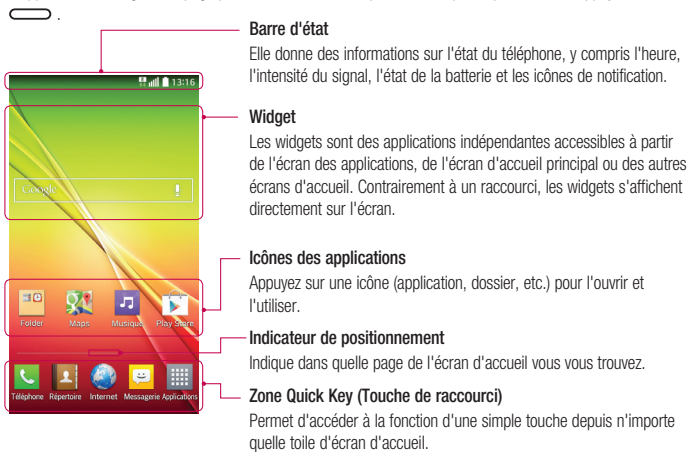 Barre d'état
Elle donne des informations sur l'état du téléphone, y compris l'heure,
l'intensité du signal, l'état de la batterie et les icônes de notification.
13:16
Widget
Les widgets sont des applications indépendantes accessibles à partir
de l'écran des applications, de l'écran d'accueil principal ou des autres
écrans d'accueil. Contrairement à un raccourci, les widgets s'affichent
directement sur l'écran.
Google
Icônes des applications
Appuyez sur une icône (application, dossier, etc.) pour l'ouvrir et
l'utiliser.
Folder Maps Musique Play Store
Indicateur de positionnement
Indique dans quelle page de l'écran d'accueil vous vous trouvez.
Zone Quick Key (Touche de raccourci)
Permet d'accéder à la fonction d'une simple touche depuis n'importe
quelle toile d'écran d'accueil.
Téléphone Répertoire Internet Messagerie Applications